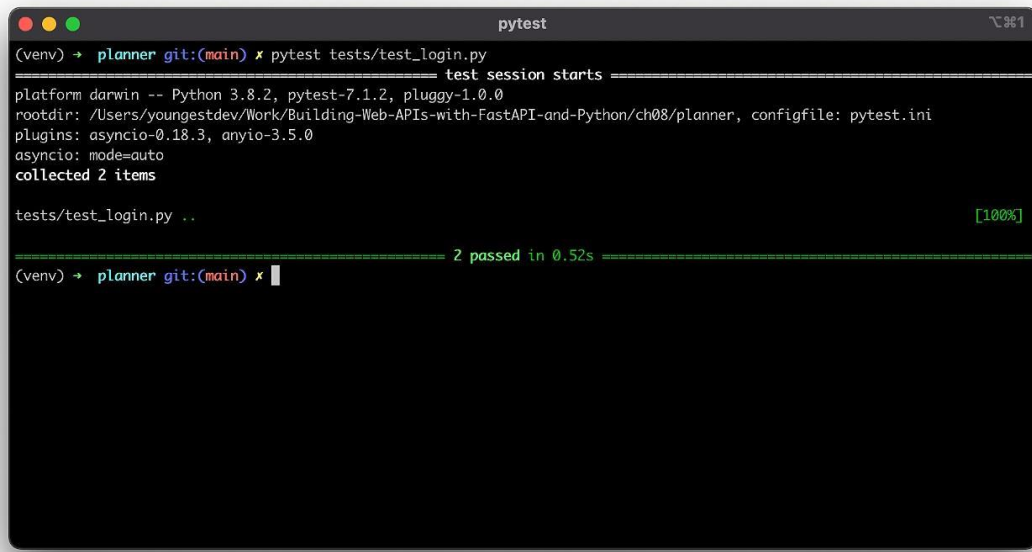 pytest
⌥⌘1
(venv) → planner git:(main) ✗ pytest tests/test_login.py
============================= test session starts =============================
platform darwin -- Python 3.8.2, pytest-7.1.2, pluggy-1.0.0
rootdir: /Users/youngestdev/Work/Building-Web-APIs-with-FastAPI-and-Python/ch08/planner, configfile: pytest.ini
plugins: asyncio-0.18.3, anyio-3.5.0
asyncio: mode=auto
collected 2 items
tests/test_login.py .. [100%]
============================= 2 passed in 0.52s =============================
(venv) → planner git:(main) ✗